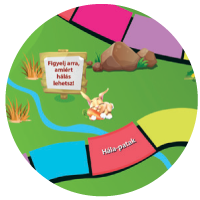 Figyelj arra,
amiért
hálás
lehetsz!
Hála-patak